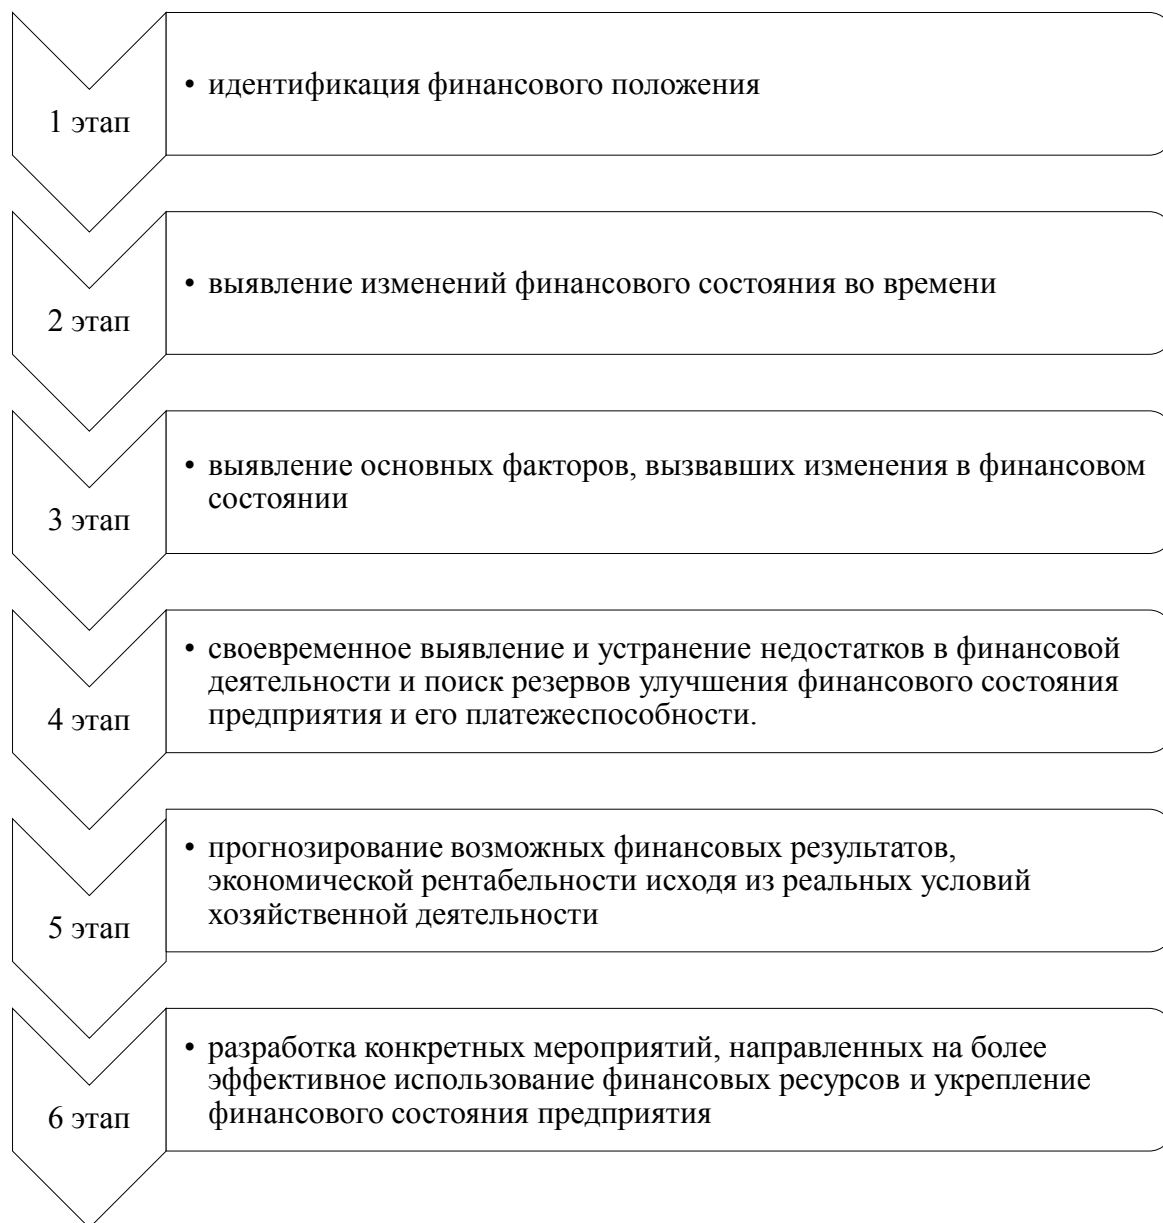 1 этап
• идентификация финансового положения
2 этап
• выявление изменений финансового состояния во времени
3 этап
• выявление основных факторов, вызвавших изменения в финансовом
состоянии
4 этап
• своевременное выявление и устранение недостатков в финансовой
деятельности и поиск резервов улучшения финансового состояния
предприятия и его платежеспособности.
5 этап
• прогнозирование возможных финансовых результатов,
экономической рентабельности исходя из реальных условий
хозяйственной деятельности
6 этап
• разработка конкретных мероприятий, направленных на более
эффективное использование финансовых ресурсов и укрепление
финансового состояния предприятия